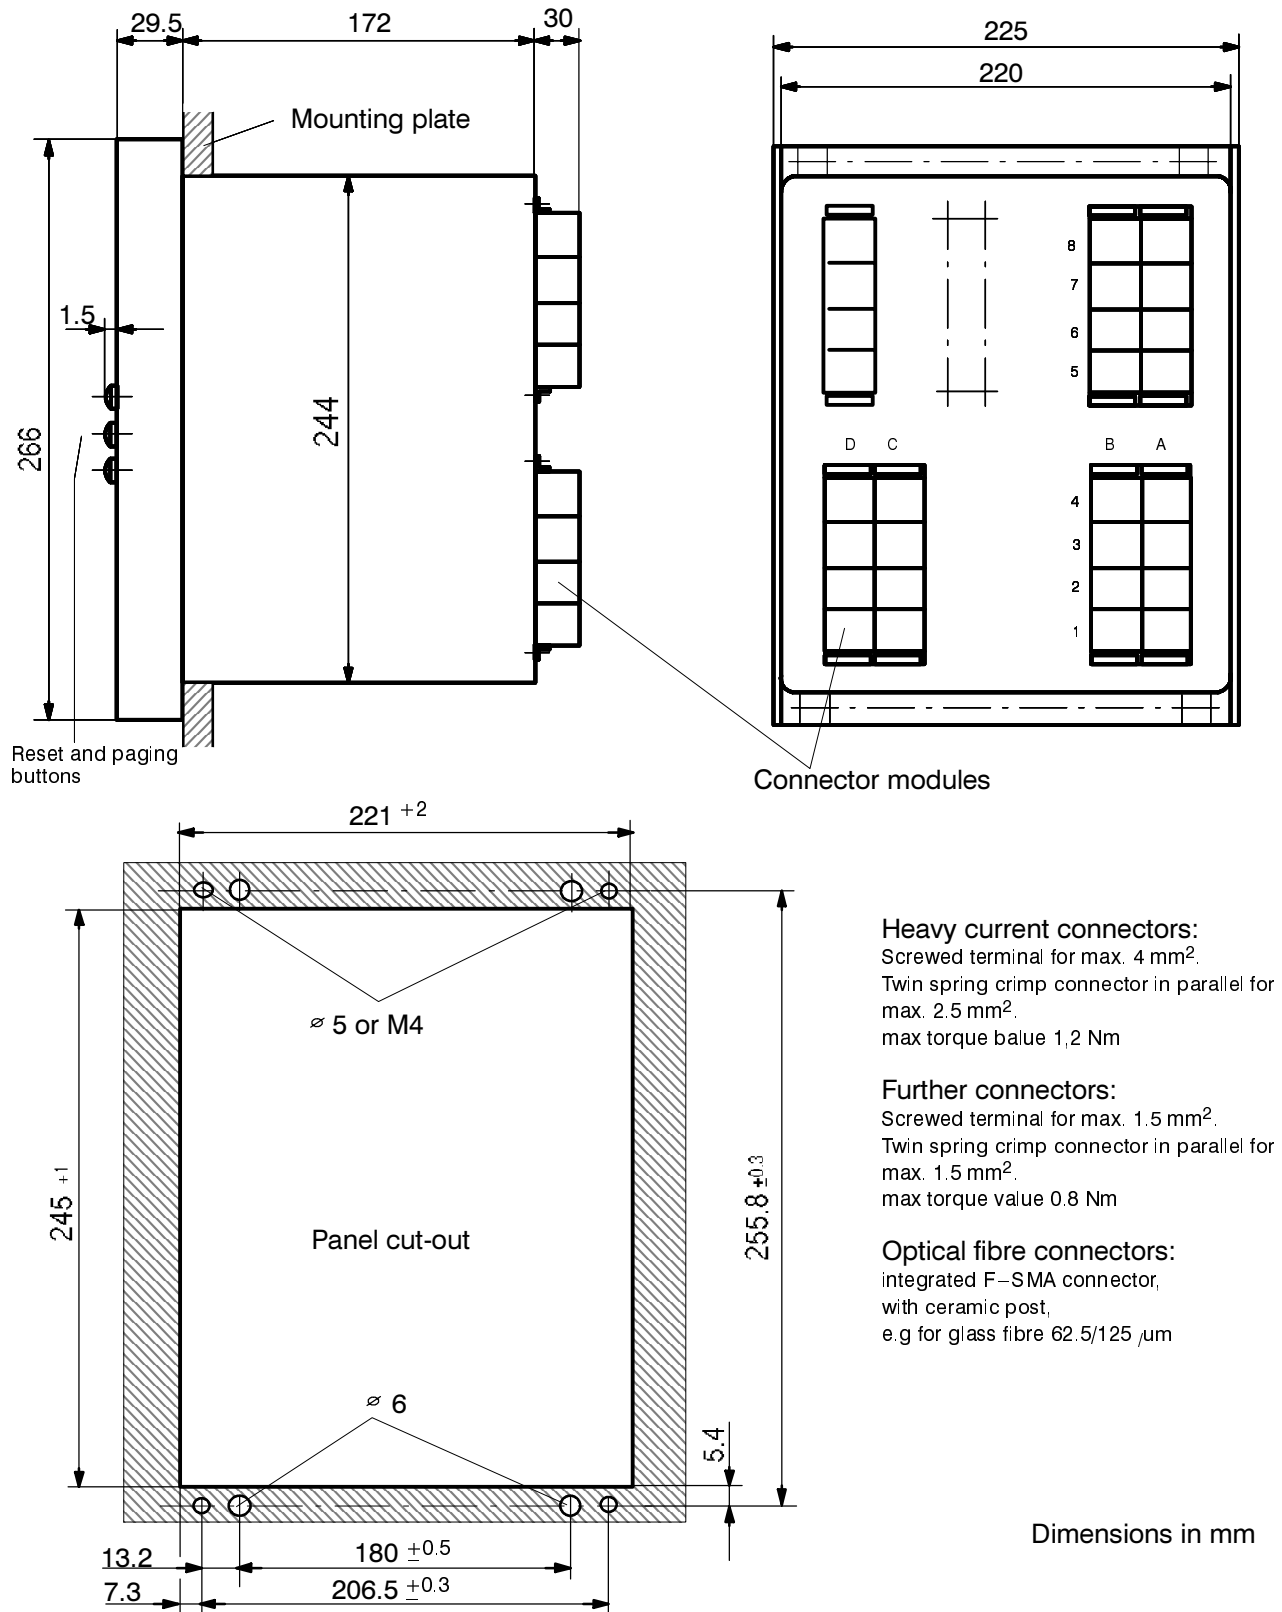 29.5
172
30
225
220
Mounting plate
1.5
266
244
8
7
6
5
D C
B A
4
3
2
1
Reset and paging
buttons
Connector modules
221 +2
⌀ 5 or M4
245 +1
255.8 ±0.3
Panel cut-out
⌀ 6
5.4
13.2
180 ±0.5
7.3
206.5 ±0.3
Heavy current connectors:
Screwed terminal for max. 4 mm².
Twin spring crimp connector in parallel for
max. 2.5 mm².
max torque balue 1,2 Nm
Further connectors:
Screwed terminal for max. 1.5 mm².
Twin spring crimp connector in parallel for
max. 1.5 mm².
max torque value 0.8 Nm
Optical fibre connectors:
integrated F–SMA connector,
with ceramic post,
e.g for glass fibre 62.5/125 /um
Dimensions in mm